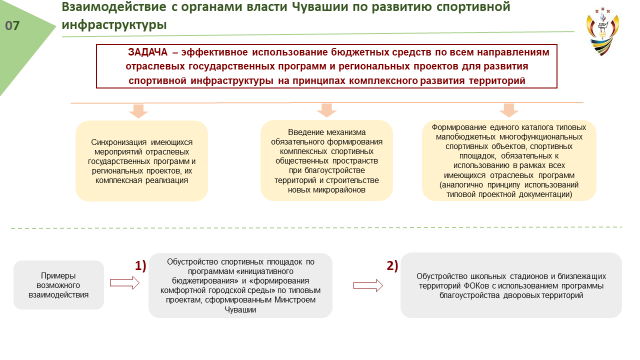 07
Взаимодействие с органами власти Чувашии по развитию спортивной
инфраструктуры
ЗАДАЧА – эффективное использование бюджетных средств по всем направлениям
отраслевых государственных программ и региональных проектов для развития
спортивной инфраструктуры на принципах комплексного развития территорий
Синхронизация имеющихся
мероприятий отраслевых
государственных программ и
региональных проектов, их
комплексная реализация
Введение механизма
обязательного формирования
комплексных спортивных
общественных пространств
при благоустройстве
территорий и строительстве
новых микрорайонов
Формирование единого каталога типовых
малобюджетных многофункциональных
спортивных объектов, спортивных
площадок, обязательных к
использованию в рамках всех
имеющихся отраслевых программ
(аналогично принципу использований
типовой проектной документации)
Примеры
возможного
взаимодействия
1)
Обустройство спортивных площадок по
программам «инициативного
бюджетирования» и «формирования
комфортной городской среды» по типовым
проектам, сформированным Минстроем
Чувашии
2)
Обустройство школьных стадионов и близлежащих
территорий ФОКов с использованием программы
благоустройства дворовых территорий